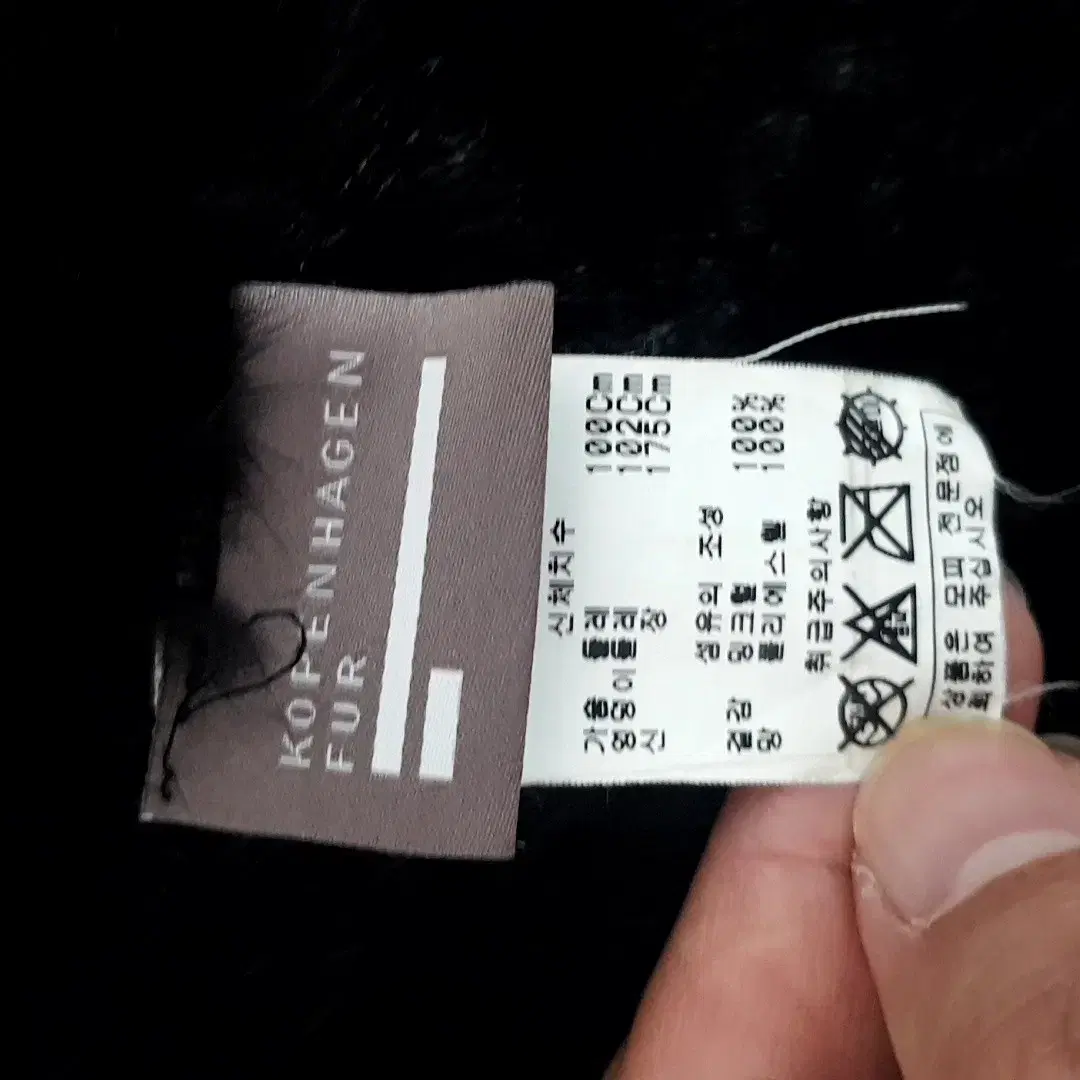 KOPENHAGEN
FUR
신체치수
가슴둘레 100Cm
엉덩이둘레 102Cm
신장 175Cm
섬유의 조성
겉감 밍크털 100%
안감 폴리에스텔 100%
취급주의사항
상품은 모피 전문점에
하여 주십시오